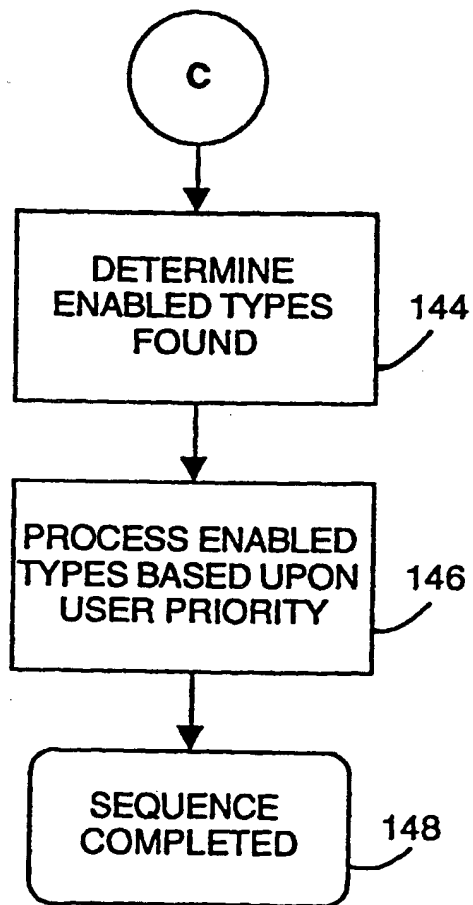 C
DETERMINE
ENABLED TYPES
FOUND
144
PROCESS ENABLED
TYPES BASED UPON
USER PRIORITY
146
SEQUENCE
COMPLETED
148